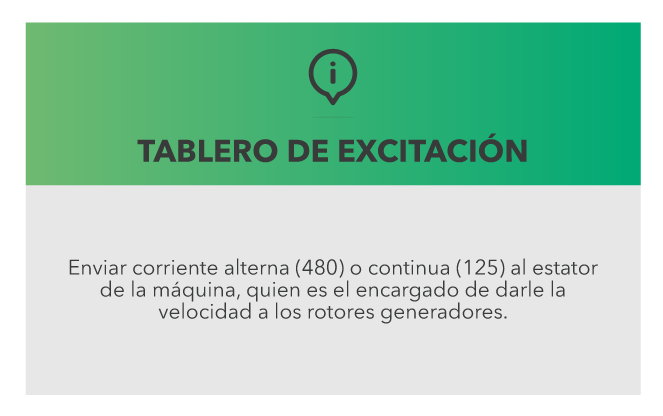 TABLERO DE EXCITACIÓN
Enviar corriente alterna (480) o continua (125) al estator
de la máquina, quien es el encargado de darle la
velocidad a los rotores generadores.